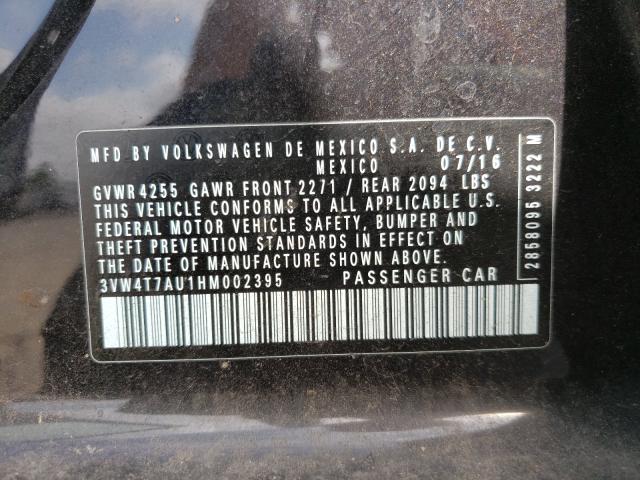 MFD BY VOLKSWAGEN DE MEXICO S.A. DE C.V.
MEXICO 07/16
GVWR 4255 GAWR FRONT 2271 / REAR 2094 LBS
THIS VEHICLE CONFORMS TO ALL APPLICABLE U.S.
FEDERAL MOTOR VEHICLE SAFETY, BUMPER AND
THEFT PREVENTION STANDARDS IN EFFECT ON
THE DATE OF MANUFACTURE SHOWN ABOVE.
3VW4T7AU1HM002395 PASSENGER CAR
2858095 3222 M